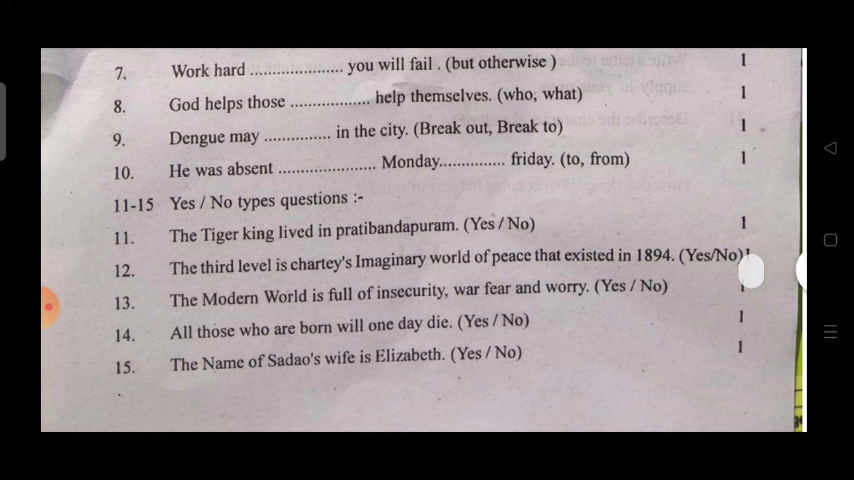 7. Work hard ..................... you will fail . (but otherwise )     1
8. God helps those .................. help themselves. (who, what)     1
9. Dengue may ............... in the city. (Break out, Break to)     1
10. He was absent ...................... Monday............... friday. (to, from)     1
11-15 Yes / No types questions :-
11. The Tiger king lived in pratibandapuram. (Yes / No)     1
12. The third level is chartey's Imaginary world of peace that existed in 1894. (Yes/No)1
13. The Modern World is full of insecurity, war fear and worry. (Yes / No)     1
14. All those who are born will one day die. (Yes / No)     1
15. The Name of Sadao's wife is Elizabeth. (Yes / No)     1